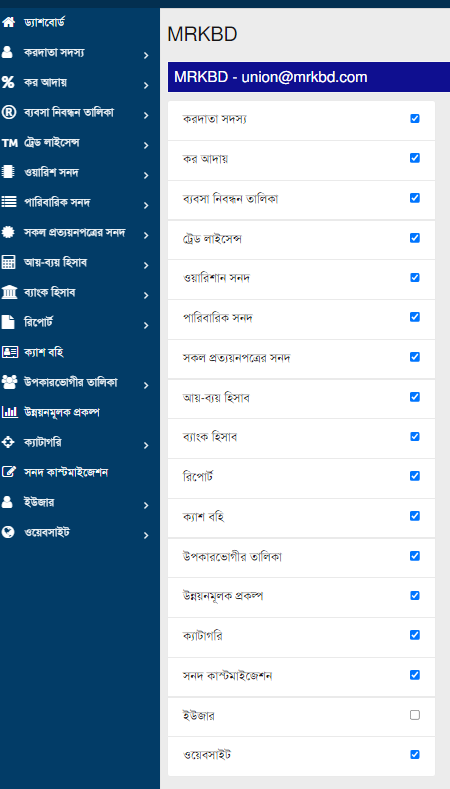 ড্যাশবোর্ড
করদাতা সদস্য
কর আদায়
ব্যবসা নিবন্ধন তালিকা
ট্রেড লাইসেন্স
ওয়ারিশ সনদ
পারিবারিক সনদ
সকল প্রত্যয়নপত্রের সনদ
আয়-ব্যয় হিসাব
ব্যাংক হিসাব
রিপোর্ট
ক্যাশ বহি
উপকারভোগীর তালিকা
উন্নয়নমূলক প্রকল্প
ক্যাটাগরি
সনদ কাস্টমাইজেশন
ইউজার
ওয়েবসাইট
MRKBD
MRKBD - union@mrkbd.com
করদাতা সদস্য
কর আদায়
ব্যবসা নিবন্ধন তালিকা
ট্রেড লাইসেন্স
ওয়ারিশান সনদ
পারিবারিক সনদ
সকল প্রত্যয়নপত্রের সনদ
আয়-ব্যয় হিসাব
ব্যাংক হিসাব
রিপোর্ট
ক্যাশ বহি
উপকারভোগীর তালিকা
উন্নয়নমূলক প্রকল্প
ক্যাটাগরি
সনদ কাস্টমাইজেশন
ইউজার
ওয়েবসাইট